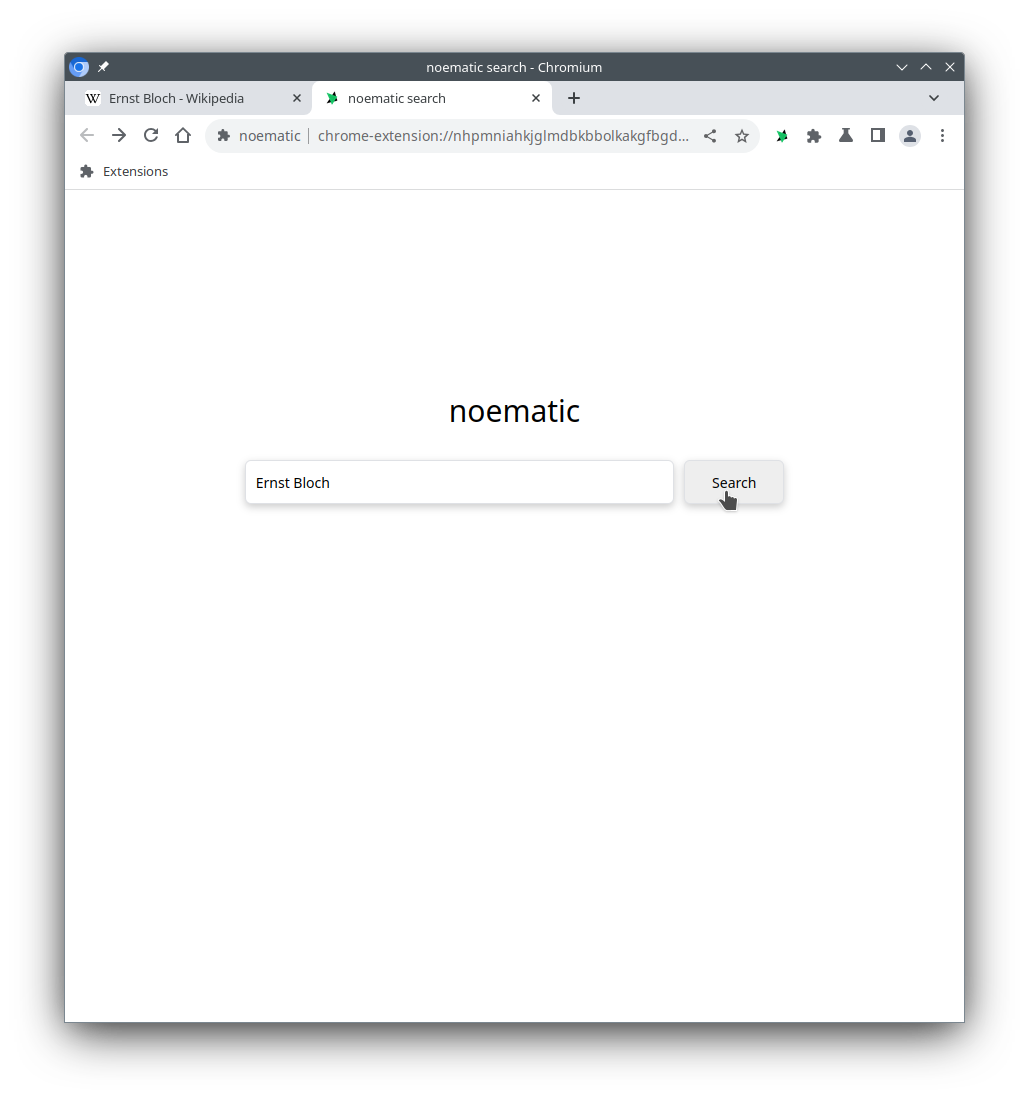 noematic search - Chromium
Ernst Bloch - Wikipedia
noematic search
noematic
chrome-extension://nhpmniahkjglmdbkbbolkakgfbgd...
Extensions
noematic
Ernst Bloch
Search